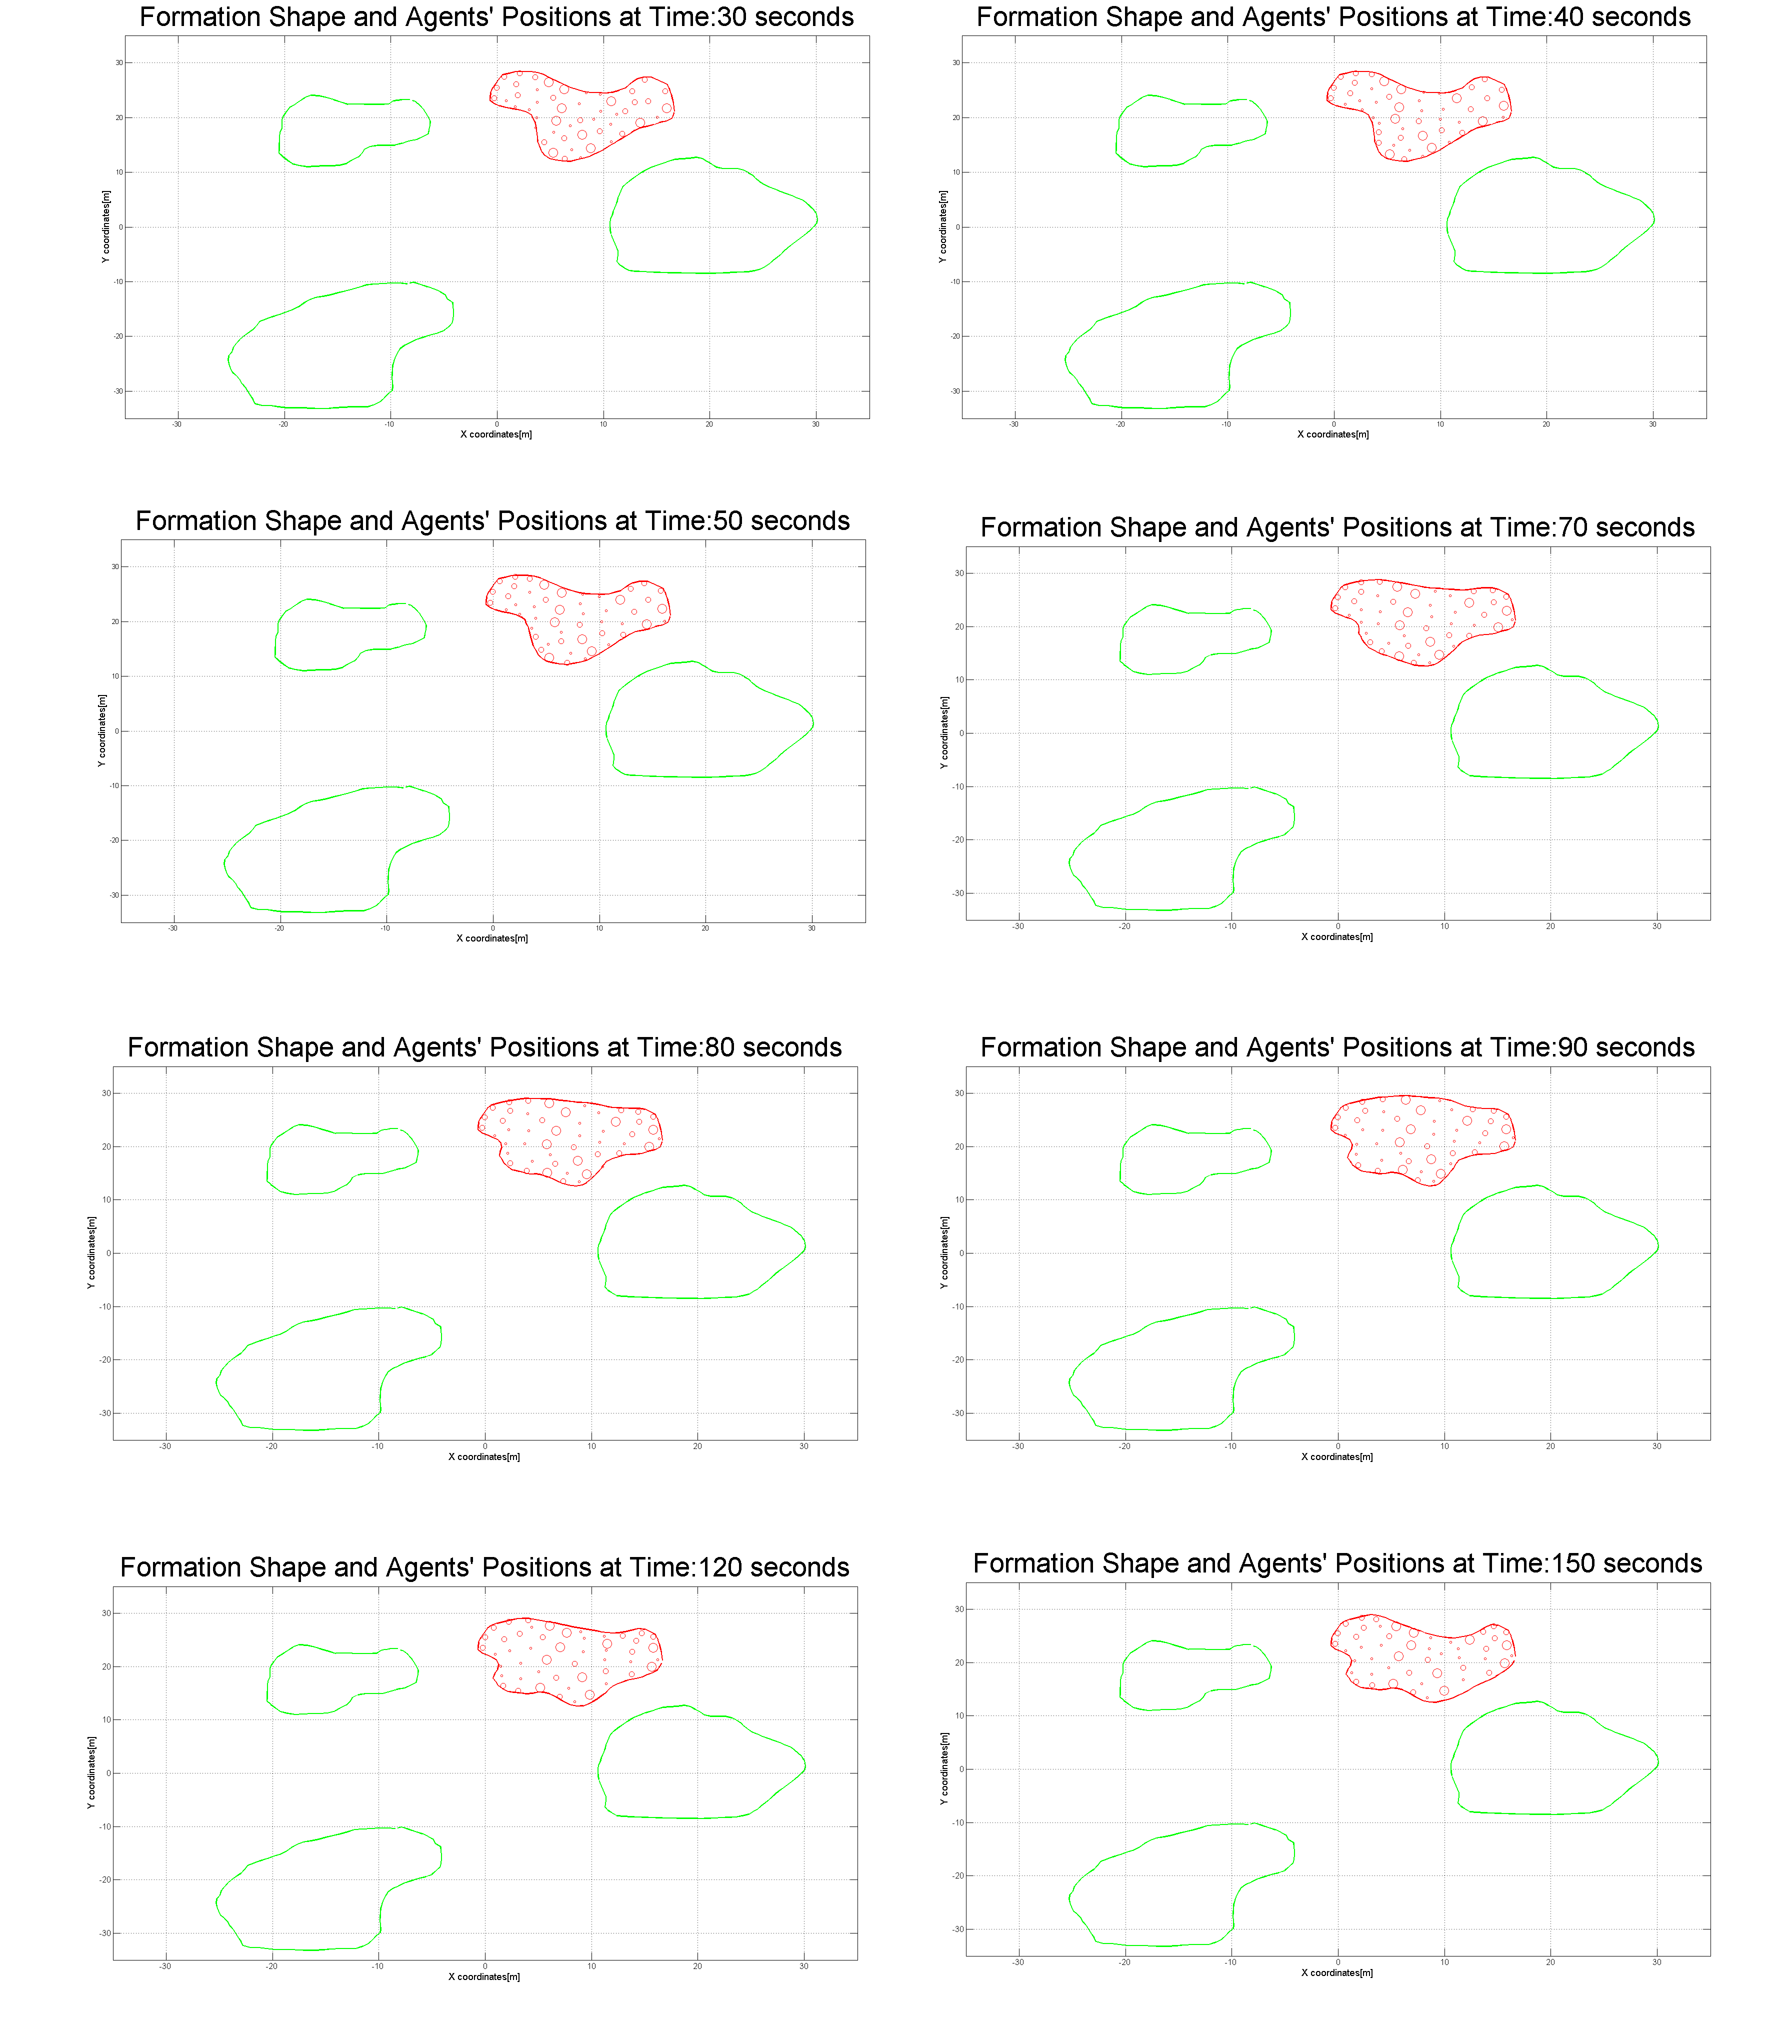 Formation Shape and Agents' Positions at Time:30 seconds
Y coordinates[m]
30
20
10
0
-10
-20
-30
-30 -20 -10 0 10 20 30
X coordinates[m]
Formation Shape and Agents' Positions at Time:40 seconds
Y coordinates[m]
30
20
10
0
-10
-20
-30
-30 -20 -10 0 10 20 30
X coordinates[m]
Formation Shape and Agents' Positions at Time:50 seconds
Y coordinates[m]
30
20
10
0
-10
-20
-30
-30 -20 -10 0 10 20 30
X coordinates[m]
Formation Shape and Agents' Positions at Time:70 seconds
Y coordinates[m]
30
20
10
0
-10
-20
-30
-30 -20 -10 0 10 20 30
X coordinates[m]
Formation Shape and Agents' Positions at Time:80 seconds
Y coordinates[m]
30
20
10
0
-10
-20
-30
-30 -20 -10 0 10 20 30
X coordinates[m]
Formation Shape and Agents' Positions at Time:90 seconds
Y coordinates[m]
30
20
10
0
-10
-20
-30
-30 -20 -10 0 10 20 30
X coordinates[m]
Formation Shape and Agents' Positions at Time:120 seconds
Y coordinates[m]
30
20
10
0
-10
-20
-30
-30 -20 -10 0 10 20 30
X coordinates[m]
Formation Shape and Agents' Positions at Time:150 seconds
Y coordinates[m]
30
20
10
0
-10
-20
-30
-30 -20 -10 0 10 20 30
X coordinates[m]